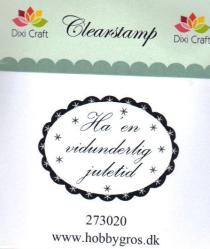 Dixi Craft
Clearstamp
Dixi Craft
Ha 'en
vidunderlig
juletid
273020
www.hobbygros.dk